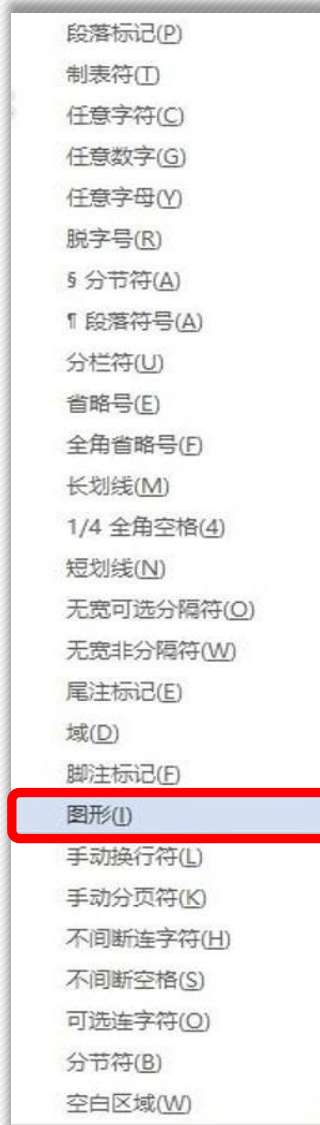 段落标记(P)
制表符(T)
任意字符(C)
任意数字(G)
任意字母(Y)
脱字号(R)
§ 分节符(A)
¶ 段落符号(A)
分栏符(U)
省略号(E)
全角省略号(F)
长划线(M)
1/4 全角空格(4)
短划线(N)
无宽可选分隔符(O)
无宽非分隔符(W)
尾注标记(E)
域(D)
脚注标记(F)
图形(I)
手动换行符(L)
手动分页符(K)
不间断连字符(H)
不间断空格(S)
可选连字符(O)
分节符(B)
空白区域(W)